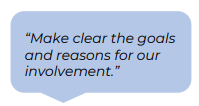 “Make clear the goals
and reasons for our
involvement.”